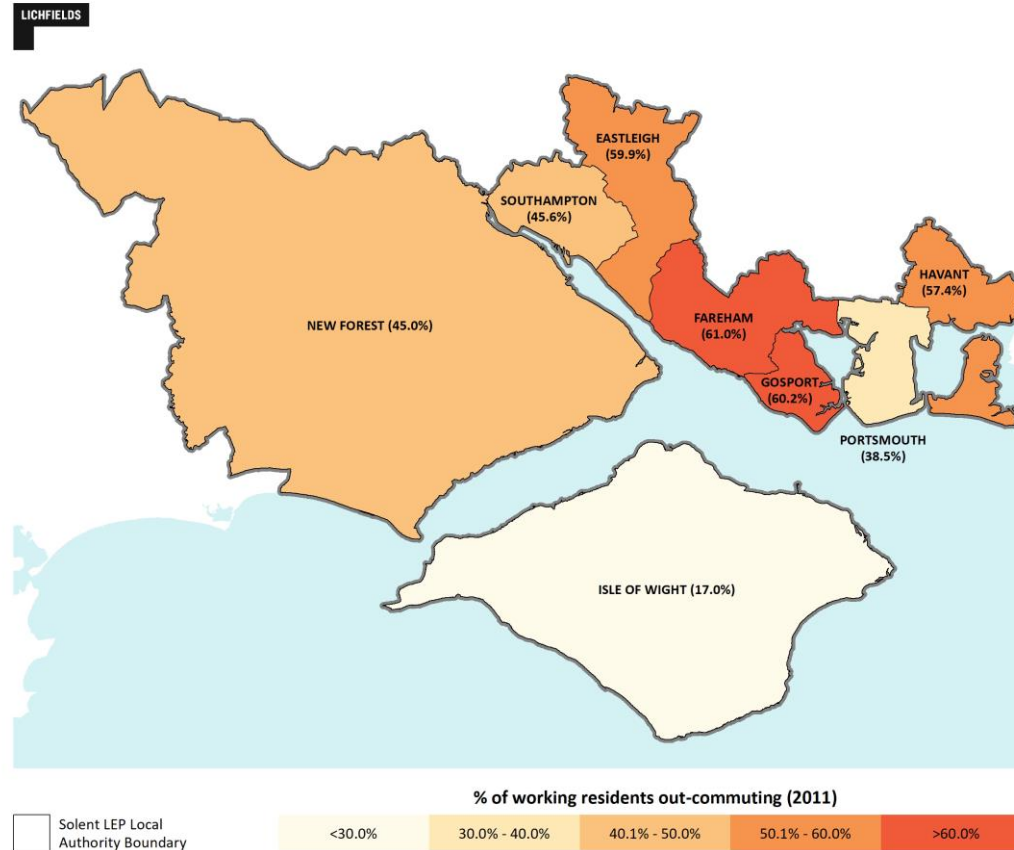 LICHFIELDS
EASTLEIGH
(59.9%)
SOUTHAMPTON
(45.6%)
HAVANT
(57.4%)
NEW FOREST (45.0%)
FAREHAM
(61.0%)
GOSPORT
(60.2%)
PORTSMOUTH
(38.5%)
ISLE OF WIGHT (17.0%)
% of working residents out-commuting (2011)
Solent LEP Local
Authority Boundary
<30.0%
30.0% - 40.0%
40.1% - 50.0%
50.1% - 60.0%
>60.0%